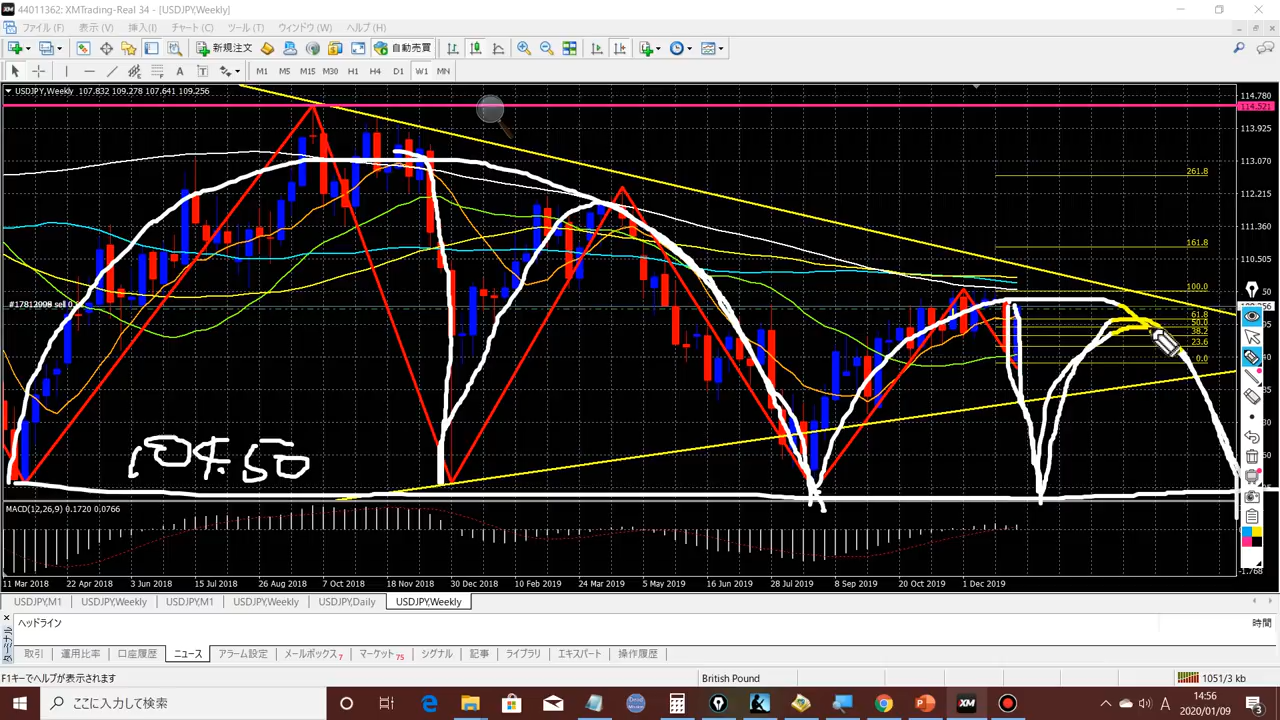 44011362: XMTrading-Real 34 - [USDJPY,Weekly]
ファイル (F) 表示 (V) 挿入(I) チャート (C) ツール (T) ウィンドウ (W) ヘルプ (H)
新規注文 自動売買
A T M1 M5 M15 M30 H1 H4 D1 W1 MN
USDJPY,Weekly 107.832 109.278 107.641 109.256
114.780
114.521
113.925
113.070
112.215
111.360
110.505
261.8
161.8
100.0
61.8
50.0
38.2
23.6
0.0
104.50
MACD(12,26,9) 0.1720 0.0766
-1.768
11 Mar 2018 22 Apr 2018 3 Jun 2018 15 Jul 2018 26 Aug 2018 7 Oct 2018 18 Nov 2018 30 Dec 2018 10 Feb 2019 24 Mar 2019 5 May 2019 16 Jun 2019 28 Jul 2019 8 Sep 2019 20 Oct 2019 1 Dec 2019
USDJPY,M1 USDJPY,Weekly USDJPY,M1 USDJPY,Weekly USDJPY,Daily USDJPY,Weekly
ヘッドライン 時間
ターミナル
取引 運用比率 口座履歴 ニュース アラーム設定 メールボックス7 マーケット75 シグナル 記事 ライブラリ エキスパート 操作履歴
F1キーでヘルプが表示されます British Pound 1051/3 kb
ここに入力して検索
XM
A
14:56
2020/01/09
3